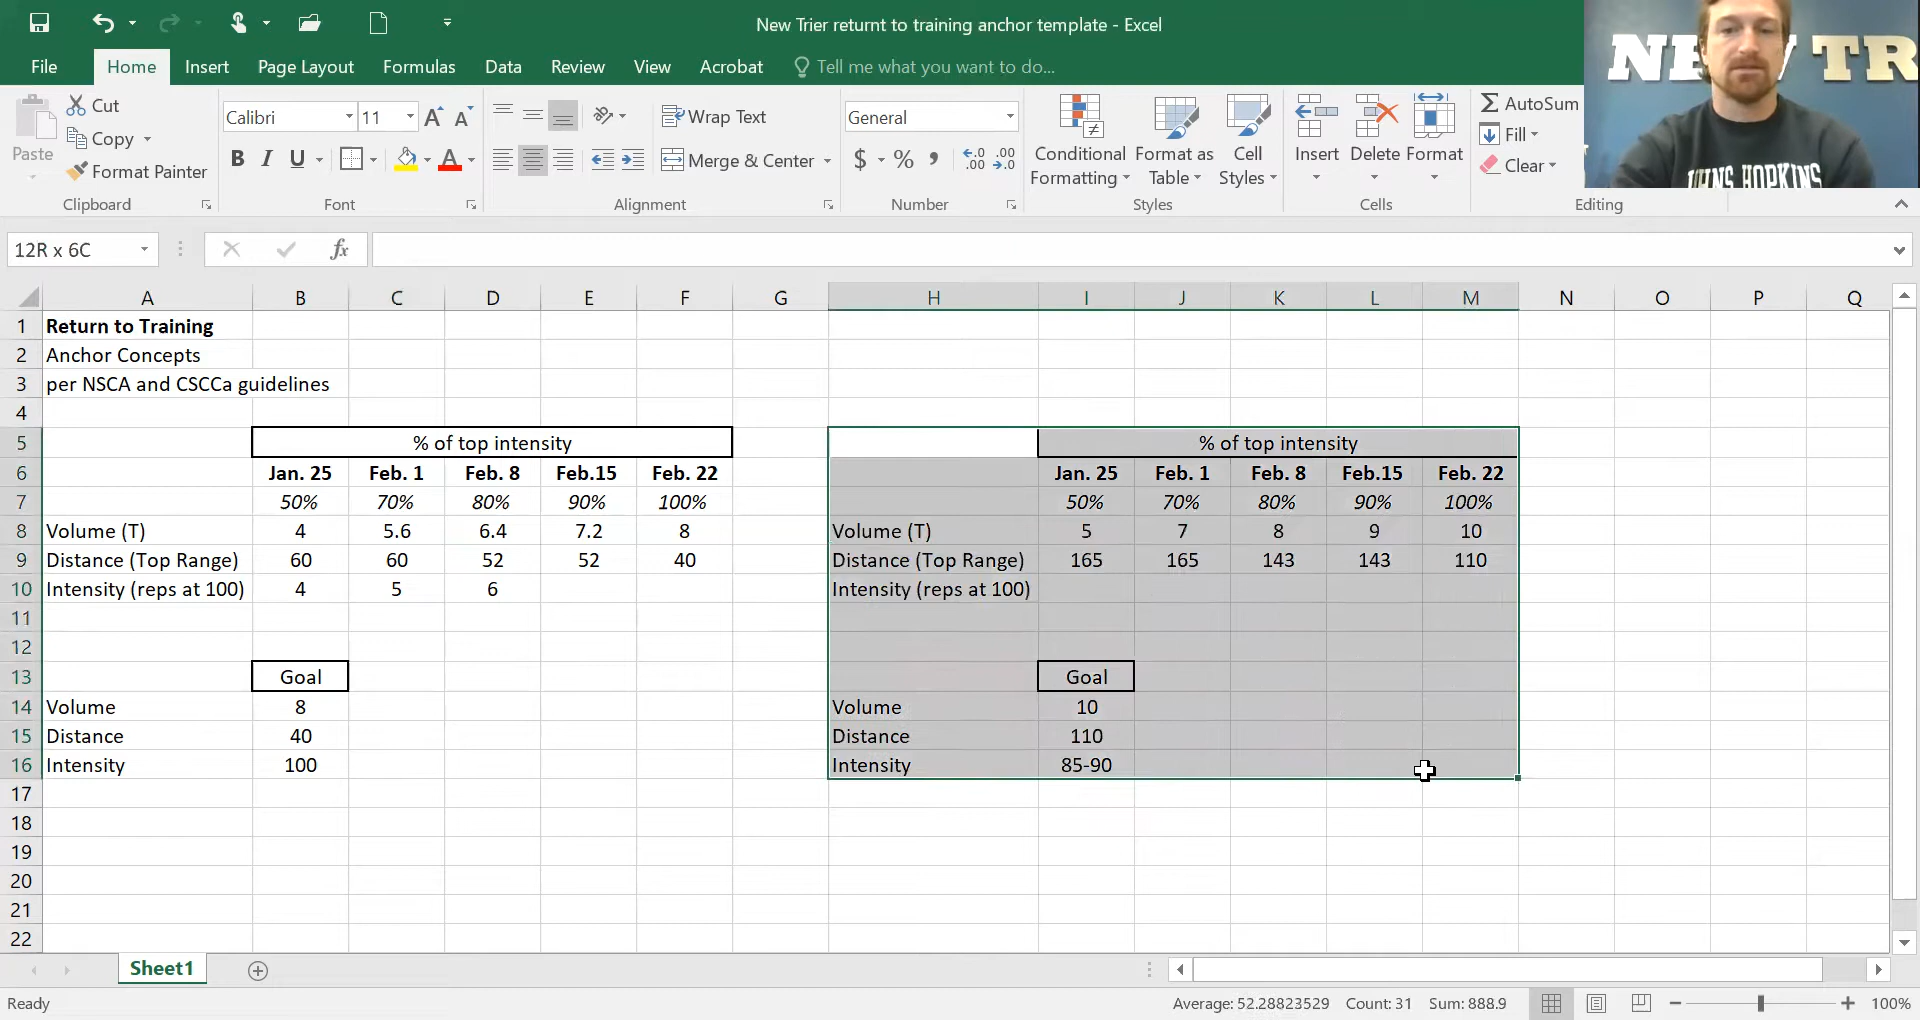 New Trier returnt to training anchor template - Excel
File Home Insert Page Layout Formulas Data Review View Acrobat Tell me what you want to do...
Paste
Cut
Copy
Format Painter
Clipboard
Calibri 11
B I U
Font
Wrap Text
Merge & Center
Alignment
General
$ % ,
Number
Conditional Formatting
Format as Table
Cell Styles
Styles
Insert Delete Format
Cells
AutoSum
Fill
Clear
Editing
JOHNS HOPKINS
12R x 6C
fx
A B C D E F G H I J K L M N O P Q
1 Return to Training
2 Anchor Concepts
3 per NSCA and CSCCa guidelines
4
5 % of top intensity % of top intensity
6 Jan. 25 Feb. 1 Feb. 8 Feb.15 Feb. 22 Jan. 25 Feb. 1 Feb. 8 Feb.15 Feb. 22
7 50% 70% 80% 90% 100% 50% 70% 80% 90% 100%
8 Volume (T) 4 5.6 6.4 7.2 8 Volume (T) 5 7 8 9 10
9 Distance (Top Range) 60 60 52 52 40 Distance (Top Range) 165 165 143 143 110
10 Intensity (reps at 100) 4 5 6 Intensity (reps at 100)
11
12
13 Goal Goal
14 Volume 8 Volume 10
15 Distance 40 Distance 110
16 Intensity 100 Intensity 85-90
17
18
19
20
21
22
Sheet1
Ready
Average: 52.28823529 Count: 31 Sum: 888.9 100%